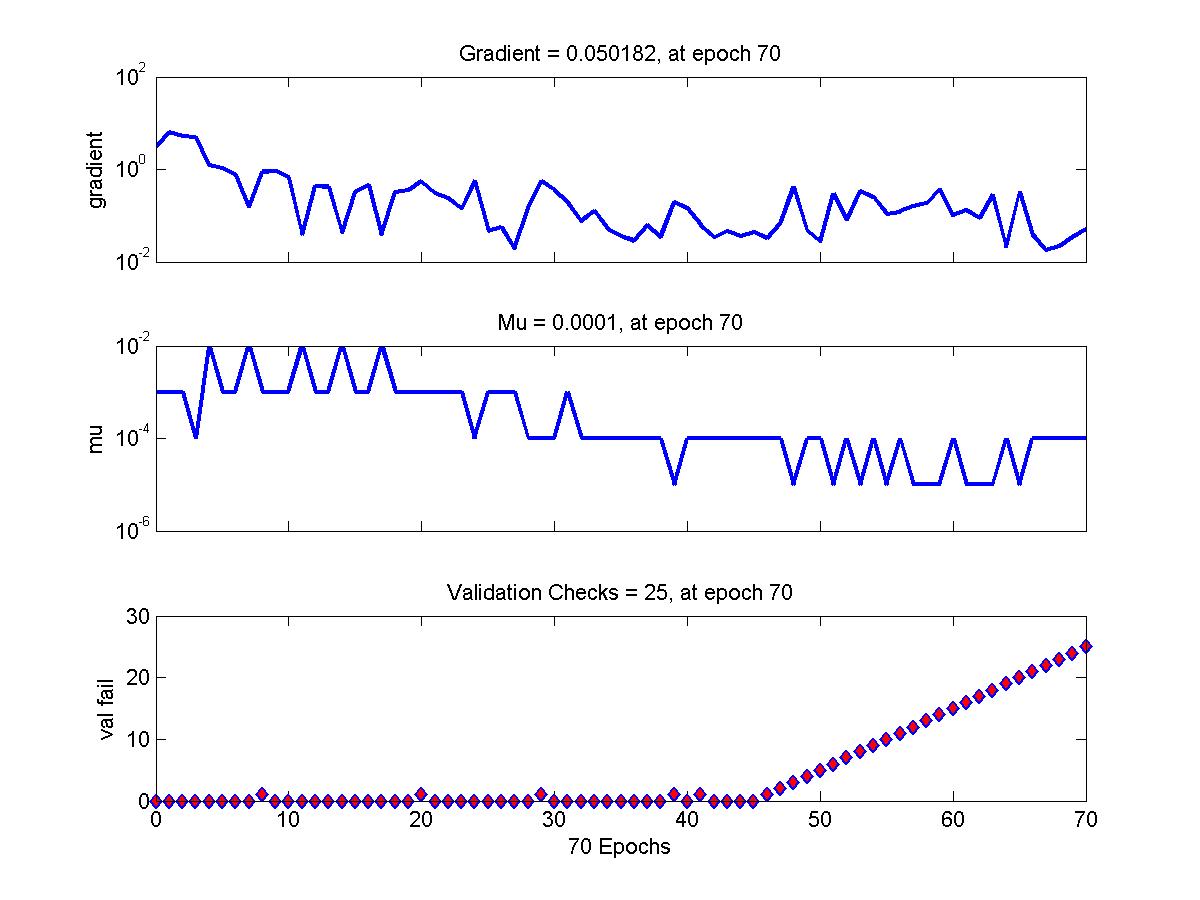 Gradient = 0.050182, at epoch 70
10^2
10^0
10^-2
gradient
Mu = 0.0001, at epoch 70
10^-2
10^-4
10^-6
mu
Validation Checks = 25, at epoch 70
30
20
10
0
val fail
0 10 20 30 40 50 60 70
70 Epochs